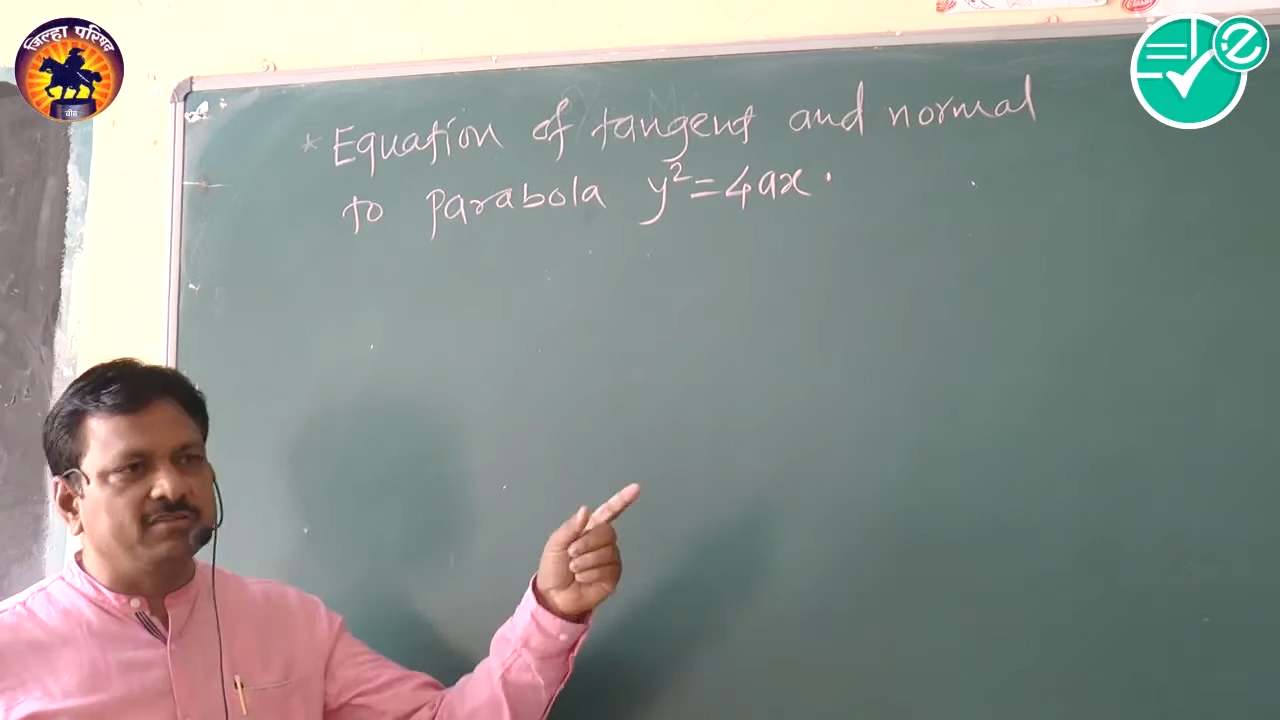 जिल्हा परिषद
बीड
* Equation of tangent and normal
to parabola y²=4ax.